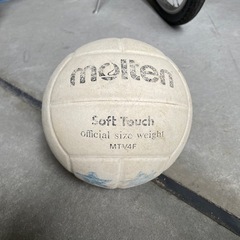 molten
Soft Touch
official size weight
MTV4F